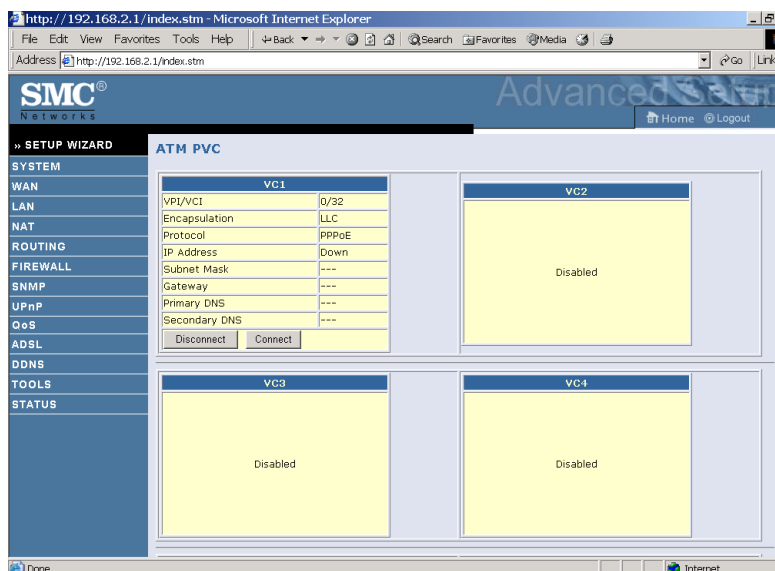 http://192.168.2.1/index.stm - Microsoft Internet Explorer
File Edit View Favorites Tools Help Back Search Favorites Media
Address http://192.168.2.1/index.stm Go Link
SMC®
Networks
Advanced Setup
Home Logout
» SETUP WIZARD
SYSTEM
WAN
LAN
NAT
ROUTING
FIREWALL
SNMP
UPnP
QoS
ADSL
DDNS
TOOLS
STATUS
ATM PVC
VC1
VPI/VCI 0/32
Encapsulation LLC
Protocol PPPoE
IP Address Down
Subnet Mask ---
Gateway ---
Primary DNS ---
Secondary DNS ---
Disconnect Connect
VC2
Disabled
VC3
Disabled
VC4
Disabled
Done Internet